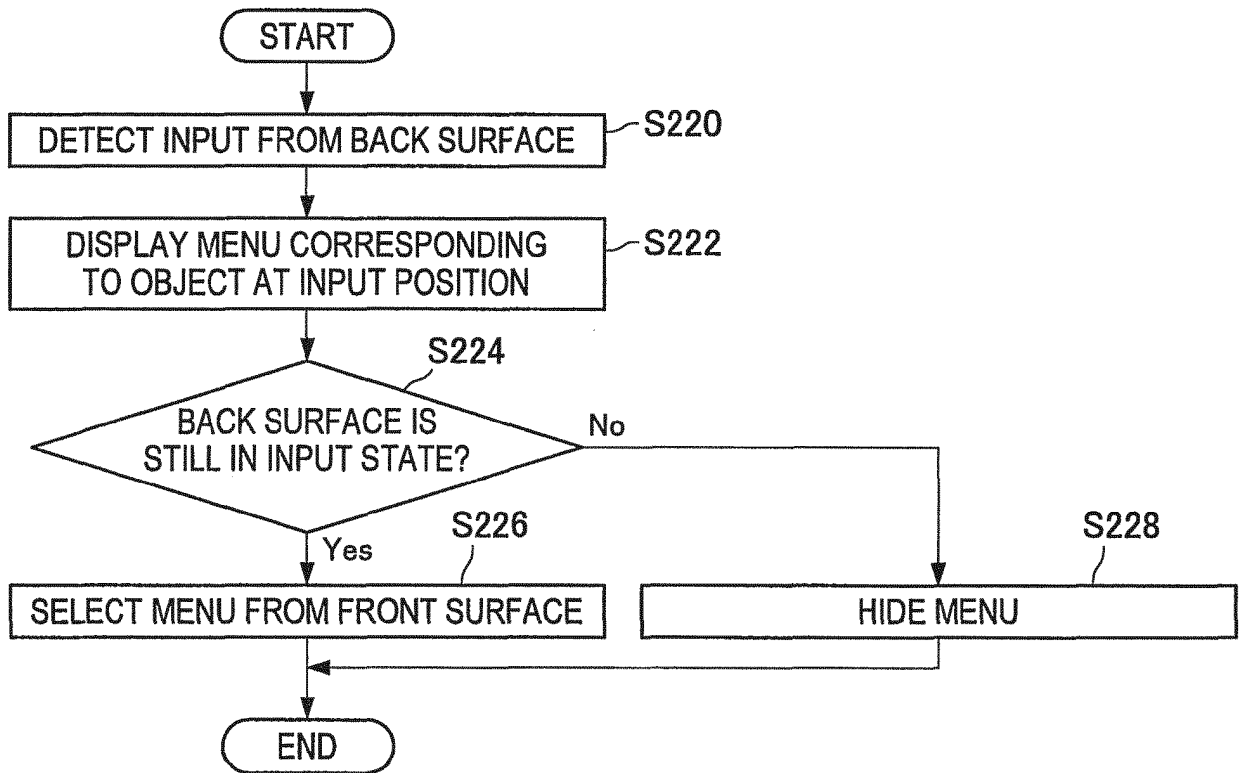 START
DETECT INPUT FROM BACK SURFACE
S220
DISPLAY MENU CORRESPONDING
TO OBJECT AT INPUT POSITION
S222
S224
BACK SURFACE IS
STILL IN INPUT STATE?
No
Yes
S226
SELECT MENU FROM FRONT SURFACE
S228
HIDE MENU
END